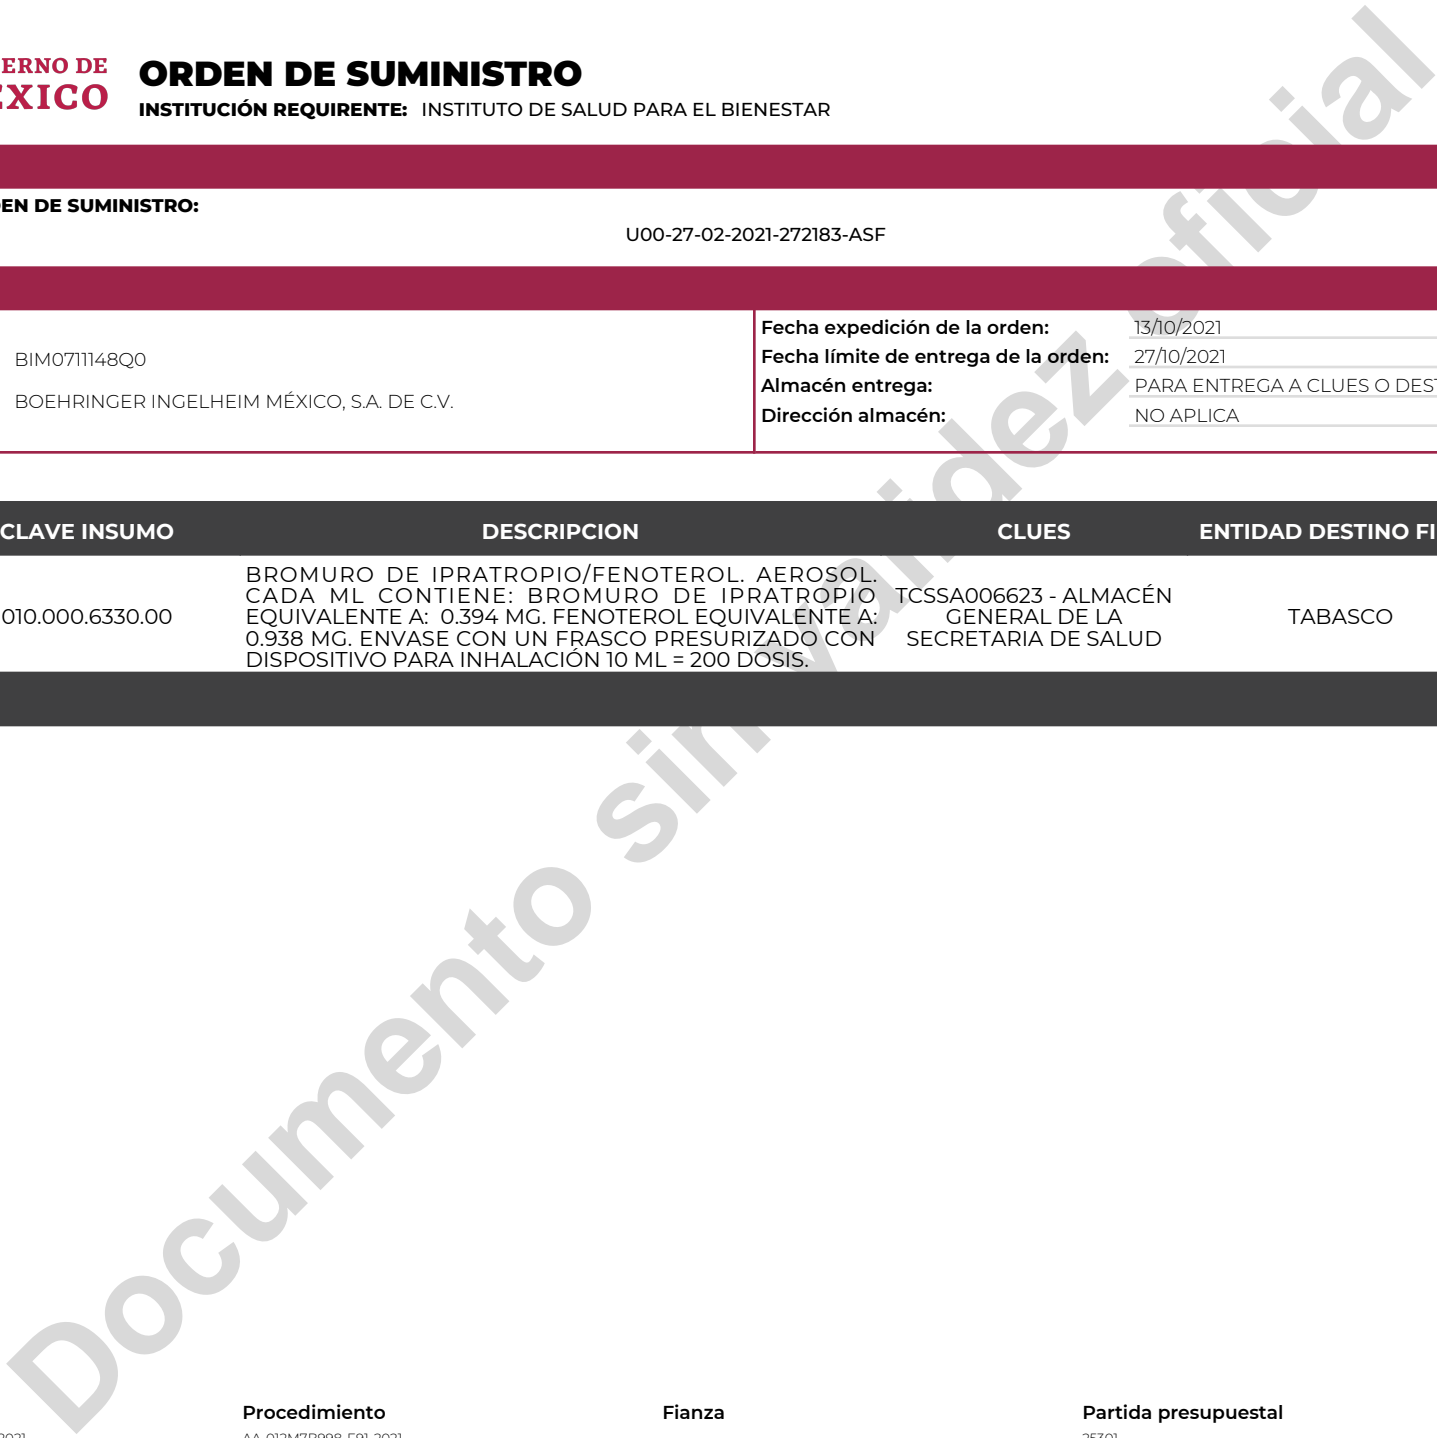 ERNO DE
ÉXICO
ORDEN DE SUMINISTRO
INSTITUCIÓN REQUIRENTE: INSTITUTO DE SALUD PARA EL BIENESTAR
EN DE SUMINISTRO:
U00-27-02-2021-272183-ASF
BIM0711148Q0
BOEHRINGER INGELHEIM MÉXICO, S.A. DE C.V.
Fecha expedición de la orden: 13/10/2021
Fecha límite de entrega de la orden: 27/10/2021
Almacén entrega: PARA ENTREGA A CLUES O DEST
Dirección almacén: NO APLICA
CLAVE INSUMO DESCRIPCION CLUES ENTIDAD DESTINO FI
010.000.6330.00
BROMURO DE IPRATROPIO/FENOTEROL. AEROSOL.
CADA ML CONTIENE: BROMURO DE IPRATROPIO
EQUIVALENTE A: 0.394 MG. FENOTEROL EQUIVALENTE A:
0.938 MG. ENVASE CON UN FRASCO PRESURIZADO CON
DISPOSITIVO PARA INHALACIÓN 10 ML = 200 DOSIS.
TCSSA006623 - ALMACÉN
GENERAL DE LA
SECRETARIA DE SALUD
TABASCO
Documento sin validez oficial
Procedimiento Fianza Partida presupuestal